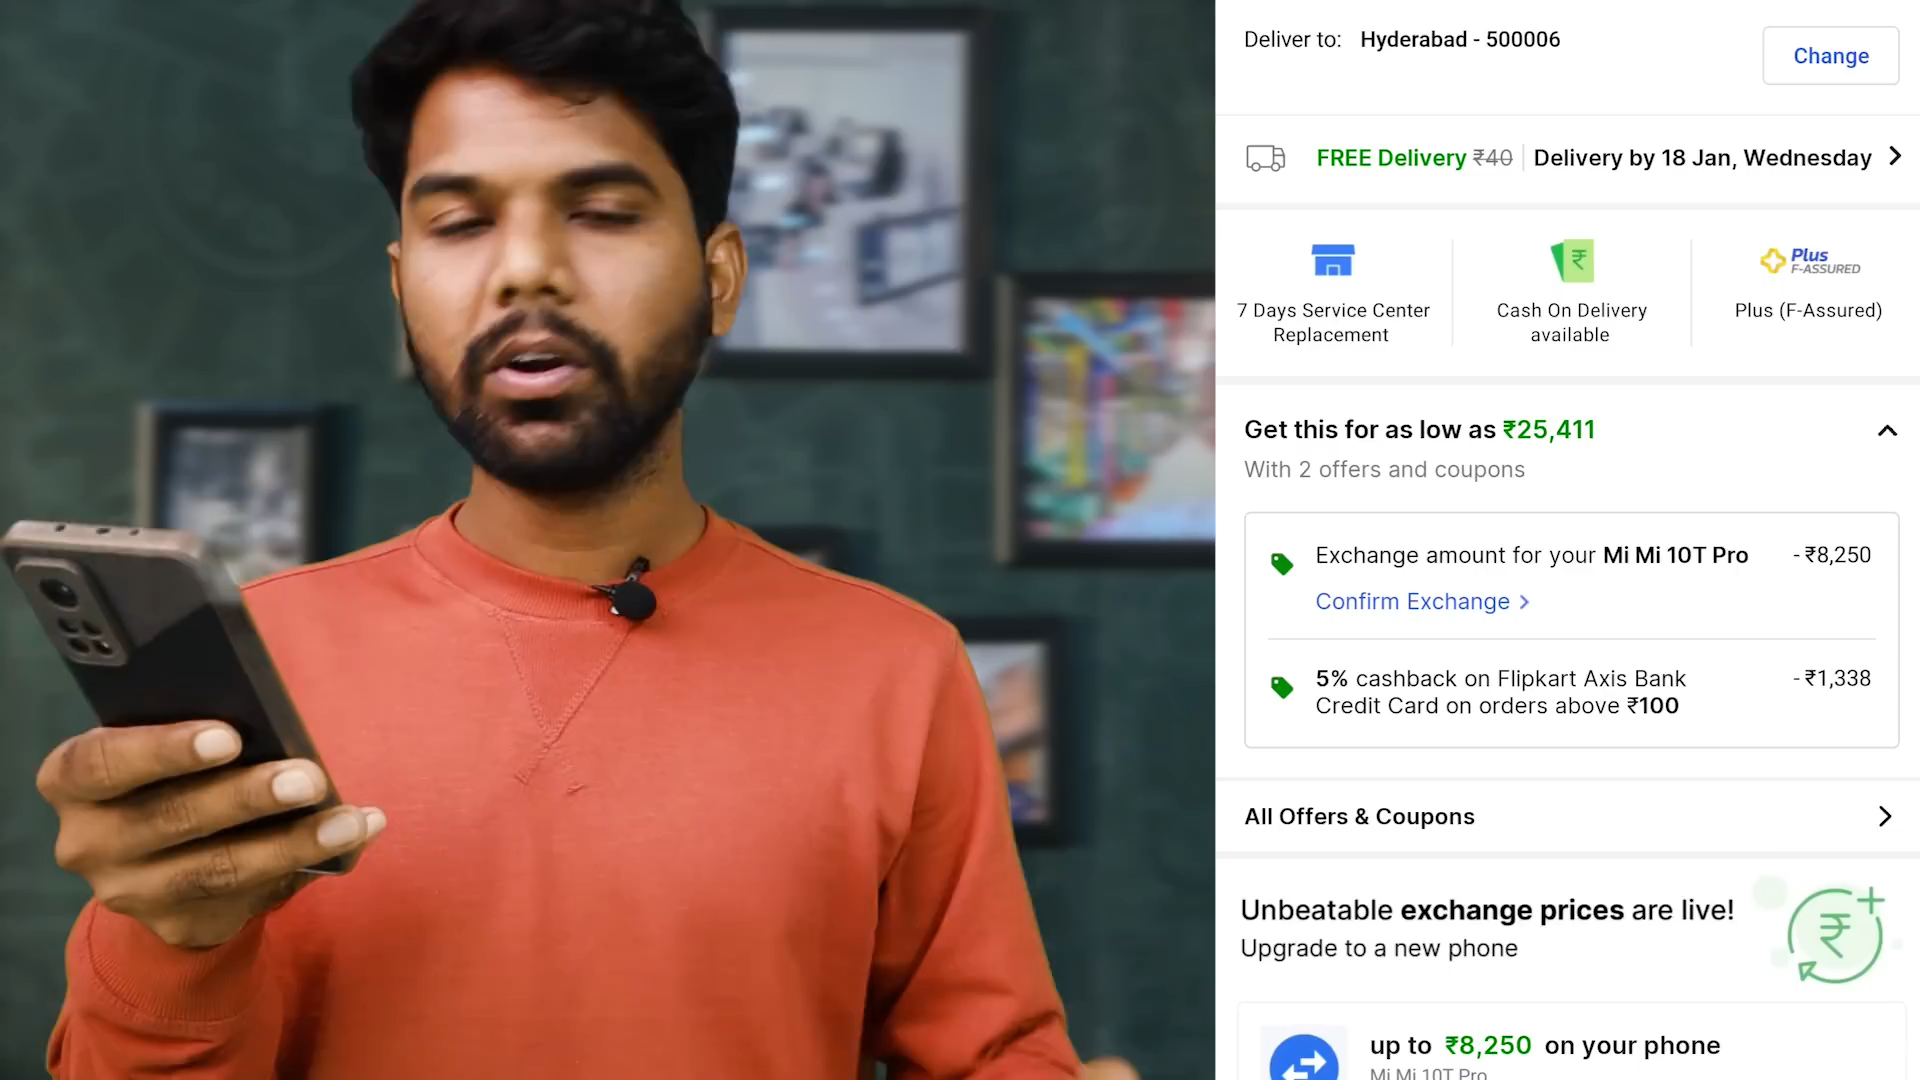 Deliver to: Hyderabad - 500006
Change
FREE Delivery ₹40 Delivery by 18 Jan, Wednesday
7 Days Service Center
Replacement
Cash On Delivery
available
Plus
F-ASSURED
Plus (F-Assured)
Get this for as low as ₹25,411
With 2 offers and coupons
Exchange amount for your Mi Mi 10T Pro - ₹8,250
Confirm Exchange
5% cashback on Flipkart Axis Bank - ₹1,338
Credit Card on orders above ₹100
All Offers & Coupons
Unbeatable exchange prices are live!
Upgrade to a new phone
up to ₹8,250 on your phone
Mi Mi 10T Pro